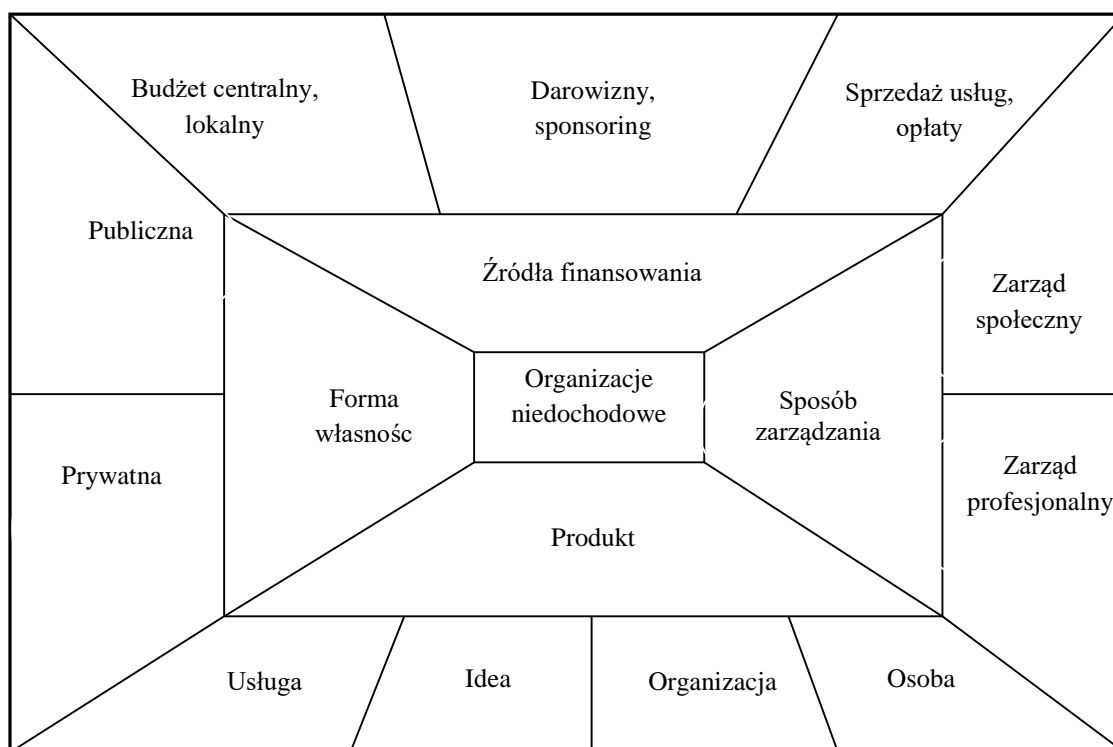 Budżet centralny,
lokalny
Darowizny,
sponsoring
Sprzedaż usług,
opłaty
Publiczna
Źródła finansowania
Zarząd
społeczny
Organizacje
niedochodowe
Forma
własnośc
Sposób
zarządzania
Prywatna
Zarząd
profesjonalny
Produkt
Usługa
Idea
Organizacja
Osoba